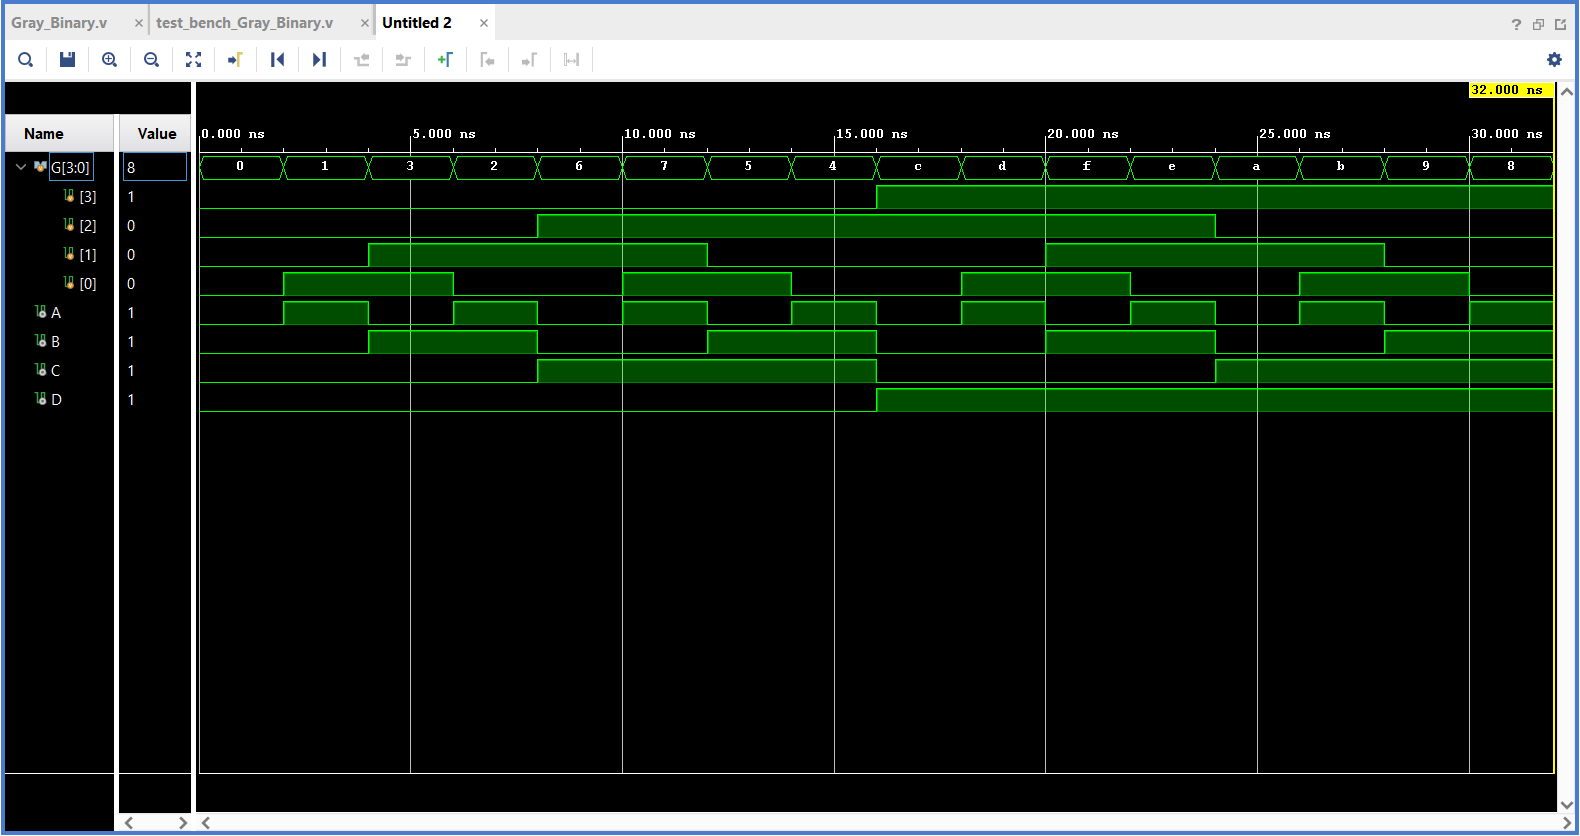 Gray_Binary.v × test_bench_Gray_Binary.v × Untitled 2 × ?
32.000 ns
Name Value 0.000 ns 5.000 ns 10.000 ns 15.000 ns 20.000 ns 25.000 ns 30.000 ns
G[3:0] 8 0 1 3 2 6 7 5 4 c d f e a b 9 8
[3] 1
[2] 0
[1] 0
[0] 0
A 1
B 1
C 1
D 1